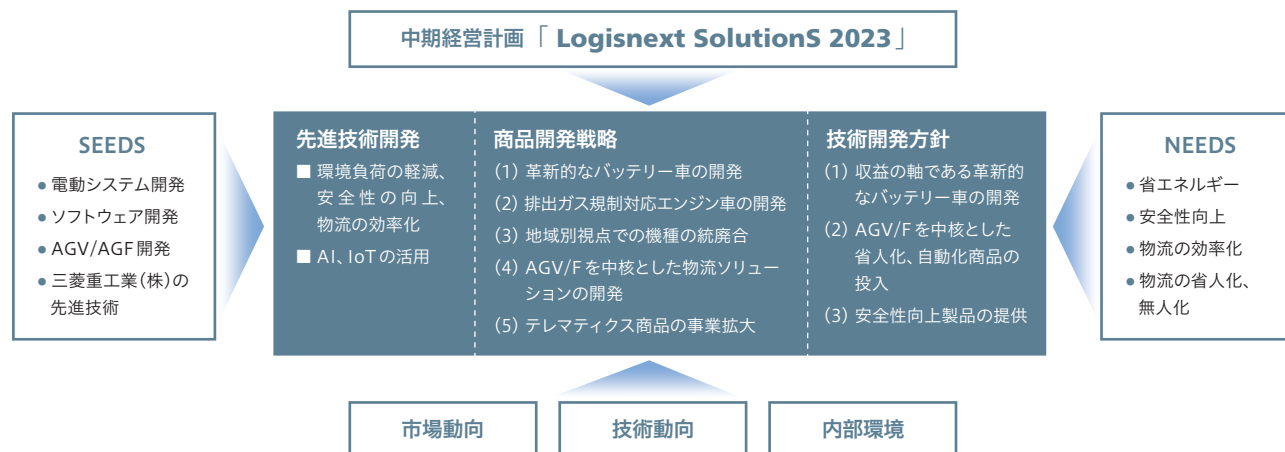 中期経営計画「 Logisnext SolutionS 2023」
SEEDS
● 電動システム開発
● ソフトウェア開発
● AGV/AGF開発
● 三菱重工業(株)の
先進技術
先進技術開発
■ 環境負荷の軽減、
安全性の向上、
物流の効率化
■ AI、IoTの活用
商品開発戦略
(1) 革新的なバッテリー車の開発
(2) 排出ガス規制対応エンジン車の開発
(3) 地域別視点での機種の統廃合
(4) AGV/Fを中核とした物流ソリュー
ションの開発
(5) テレマティクス商品の事業拡大
技術開発方針
(1) 収益の軸である革新的
なバッテリー車の開発
(2) AGV/Fを中核とした
省人化、自動化商品の
投入
(3) 安全性向上製品の提供
NEEDS
● 省エネルギー
● 安全性向上
● 物流の効率化
● 物流の省人化、
無人化
市場動向
技術動向
内部環境